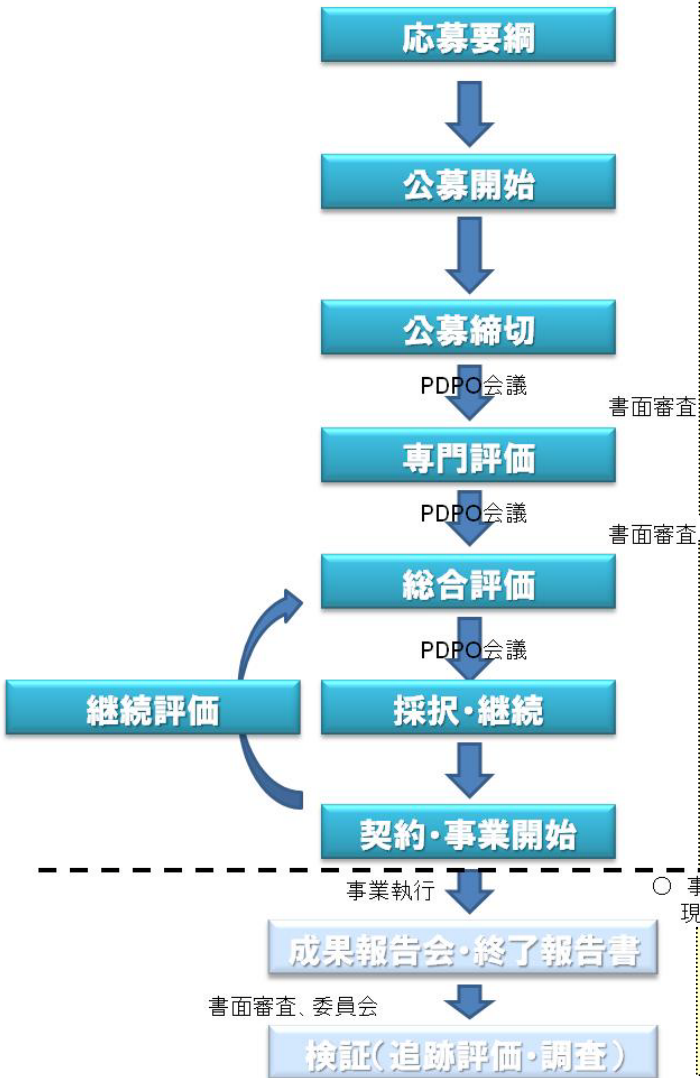 応募要綱
公募開始
公募締切
PDPO会議
書面審査
専門評価
PDPO会議
書面審査
総合評価
PDPO会議
継続評価
採択・継続
契約・事業開始
事業執行
○ 事
現
成果報告会・終了報告書
書面審査、委員会
検証(追跡評価・調査)